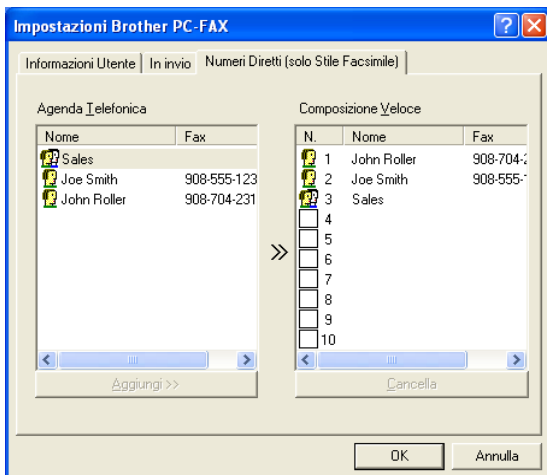 Impostazioni Brother PC-FAX
Informazioni Utente In invio Numeri Diretti (solo Stile Facsimile)
Agenda Telefonica
Nome Fax
Sales
Joe Smith 908-555-123
John Roller 908-704-231
Aggiungi >>
Composizione Veloce
N. Nome Fax
1 John Roller 908-704-2
2 Joe Smith 908-555-
3 Sales
4
5
6
7
8
9
10
Cancella
OK Annulla